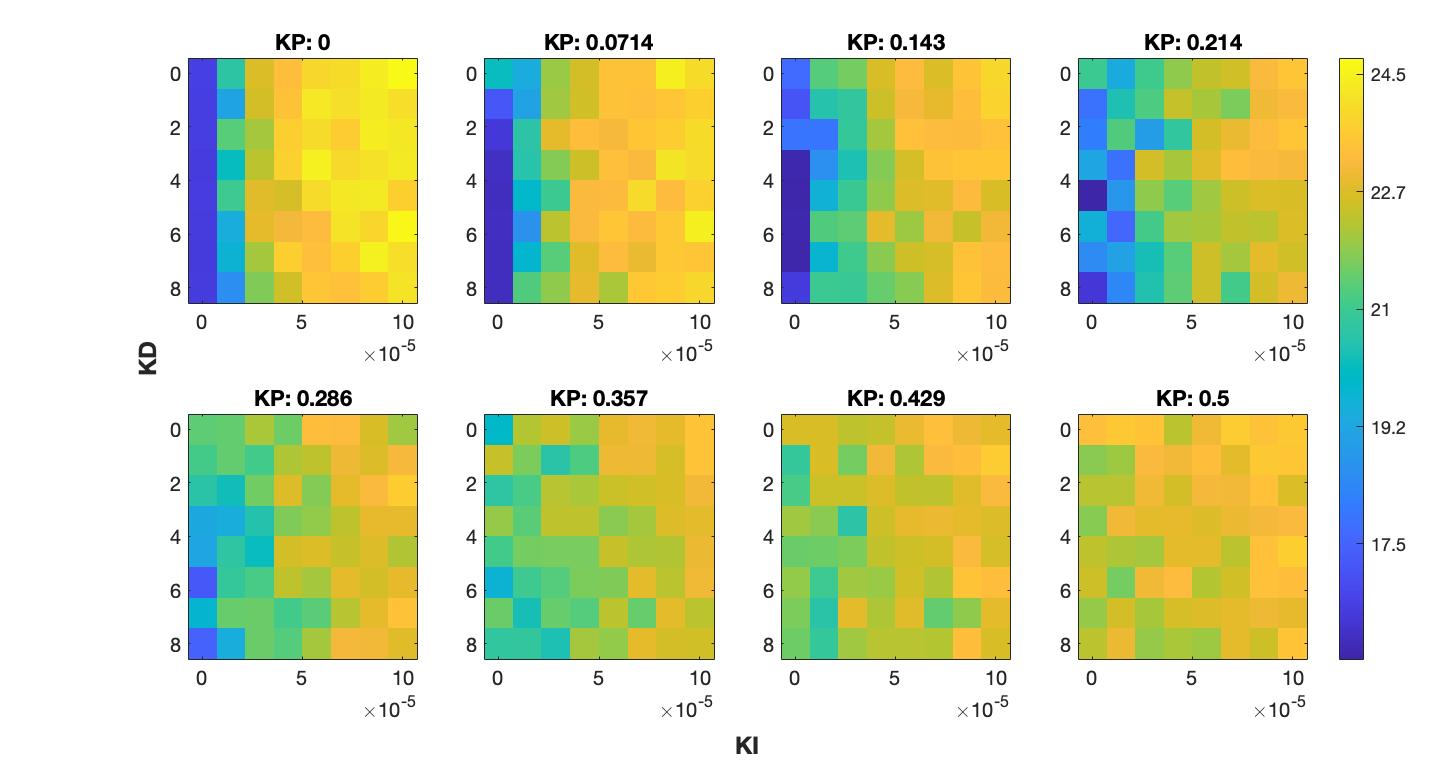 KP: 0 KP: 0.0714 KP: 0.143 KP: 0.214
0 0 0 0 24.5
2 2 2 2
4 4 4 4 22.7
6 6 6 6
8 8 8 8 21
0 5 10 0 5 10 0 5 10 0 5 10
×10-5 ×10-5 ×10-5 ×10-5
KD
KP: 0.286 KP: 0.357 KP: 0.429 KP: 0.5
0 0 0 0 19.2
2 2 2 2
4 4 4 4 17.5
6 6 6 6
8 8 8 8
0 5 10 0 5 10 0 5 10 0 5 10
×10-5 ×10-5 ×10-5 ×10-5
KI